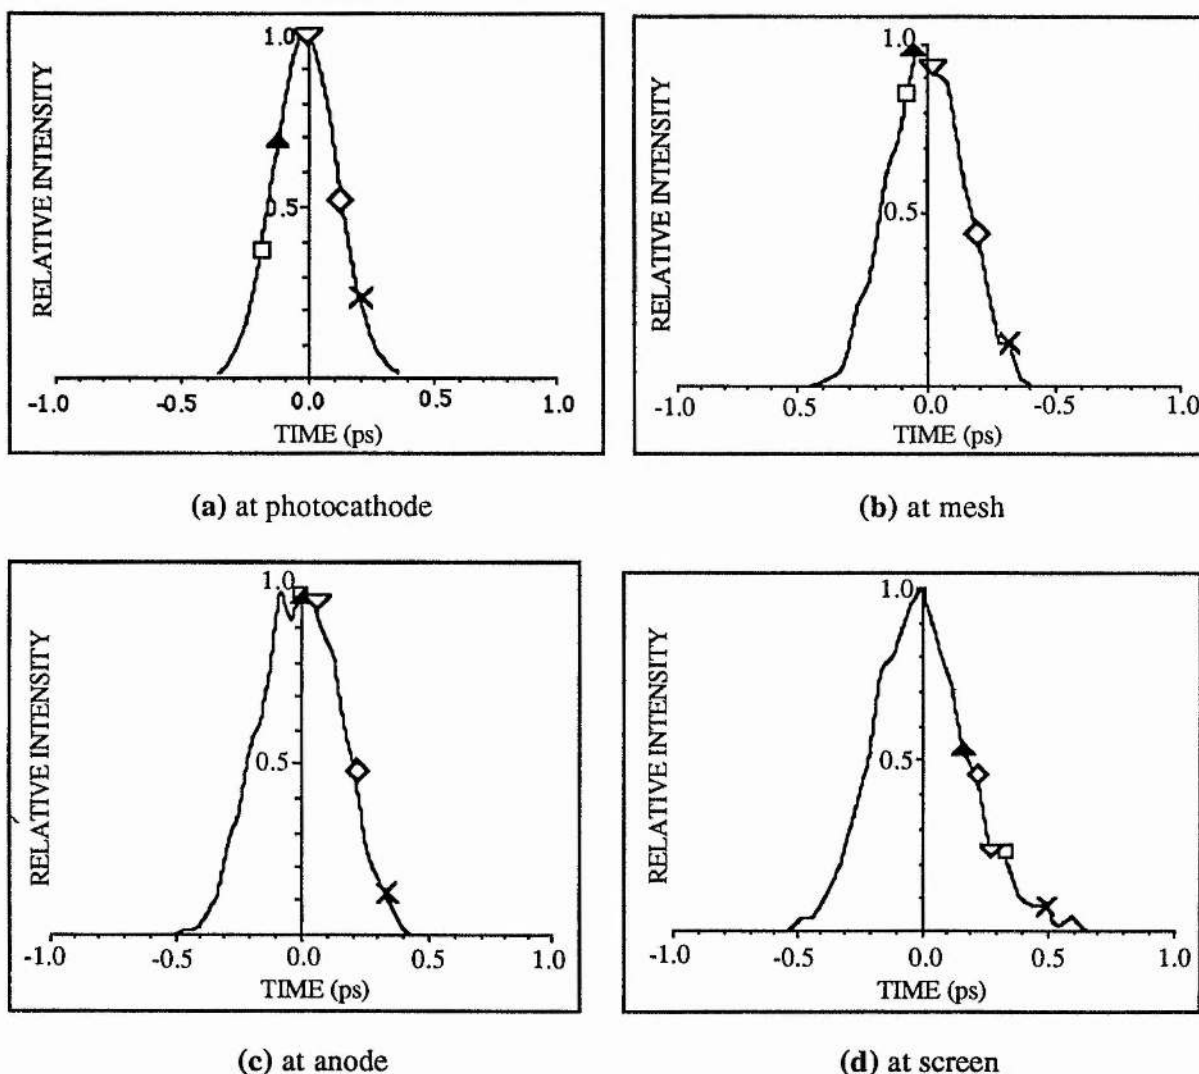 RELATIVE INTENSITY
1.0
0.5
-1.0 -0.5 0.0 0.5 1.0
TIME (ps)
(a) at photocathode
RELATIVE INTENSITY
1.0
0.5
-1.0 0.5 0.0 -0.5 1.0
TIME (ps)
(b) at mesh
RELATIVE INTENSITY
1.0
0.5
-1.0 -0.5 0.0 0.5 1.0
TIME (ps)
(c) at anode
RELATIVE INTENSITY
1.0
0.5
-1.0 -0.5 0.0 0.5 1.0
TIME (ps)
(d) at screen